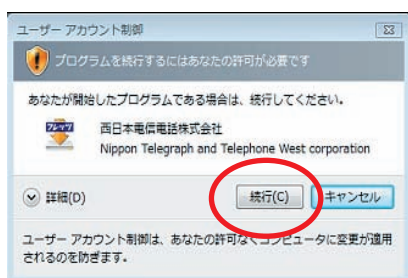 ユーザー アカウント制御
プログラムを続行するにはあなたの許可が必要です
あなたが開始したプログラムである場合は、続行してください。
フレッツ
西日本電信電話株式会社
Nippon Telegraph and Telephone West corporation
詳細(D)
続行(C)
キャンセル
ユーザー アカウント制御は、あなたの許可なくコンピュータに変更が適用
されるのを防ぎます。